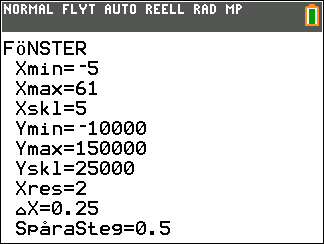 NORMAL FLYT AUTO REELL RAD MP
FöNSTER
Xmin=-5
Xmax=61
Xskl=5
Ymin=-10000
Ymax=150000
Yskl=25000
Xres=2
△X=0.25
SpåraSteg=0.5